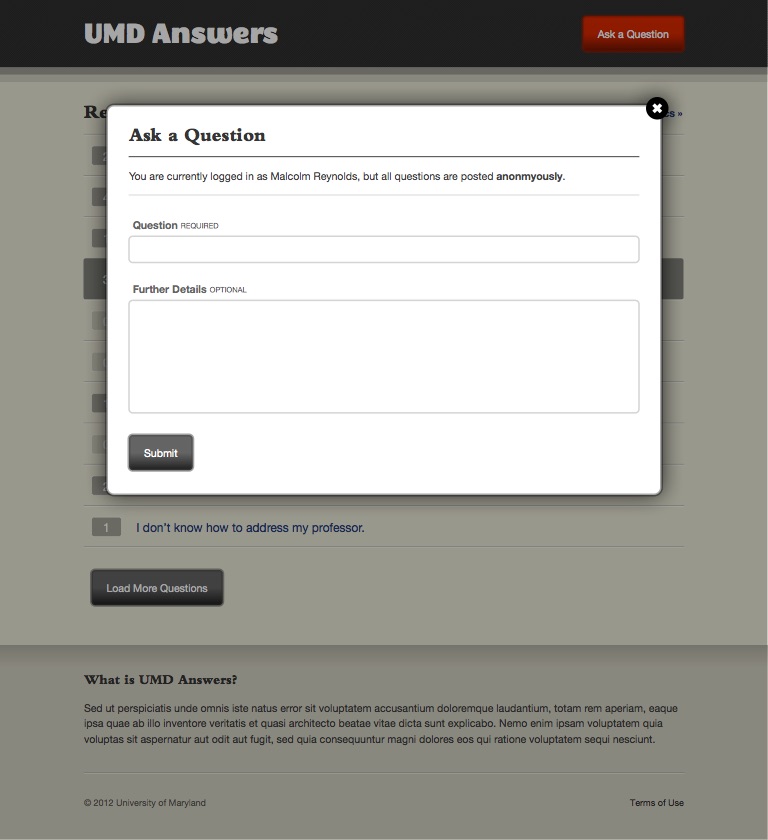 UMD Answers
Ask a Question
Re
es »
Ask a Question
You are currently logged in as Malcolm Reynolds, but all questions are posted anonmyously.
Question REQUIRED
Further Details OPTIONAL
Submit
1 I don't know how to address my professor.
Load More Questions
What is UMD Answers?
Sed ut perspiciatis unde omnis iste natus error sit voluptatem accusantium doloremque laudantium, totam rem aperiam, eaque
ipsa quae ab illo inventore veritatis et quasi architecto beatae vitae dicta sunt explicabo. Nemo enim ipsam voluptatem quia
voluptas sit aspernatur aut odit aut fugit, sed quia consequuntur magni dolores eos qui ratione voluptatem sequi nesciunt.
© 2012 University of Maryland
Terms of Use